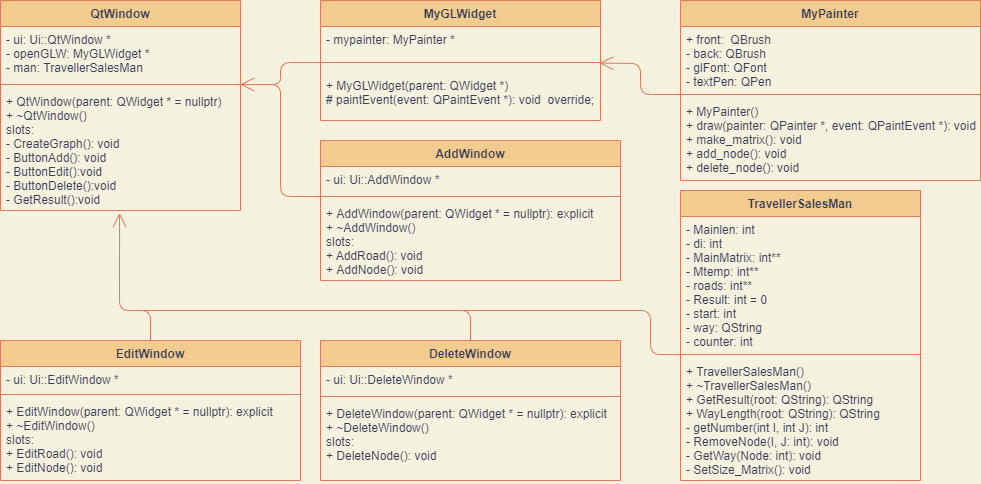 QtWindow
- ui: Ui::QtWindow *
- openGLW: MyGLWidget *
- man: TravellerSalesMan
+ QtWindow(parent: QWidget * = nullptr)
+ ~QtWindow()
slots:
- CreateGraph(): void
- ButtonAdd(): void
- ButtonEdit():void
- ButtonDelete():void
- GetResult():void
MyGLWidget
- mypainter: MyPainter *
+ MyGLWidget(parent: QWidget *)
# paintEvent(event: QPaintEvent *): void  override;
MyPainter
+ front:  QBrush
- back: QBrush
- glFont: QFont
- textPen: QPen
+ MyPainter()
+ draw(painter: QPainter *, event: QPaintEvent *): void
+ make_matrix(): void
+ add_node(): void
+ delete_node(): void
AddWindow
- ui: Ui::AddWindow *
+ AddWindow(parent: QWidget * = nullptr): explicit
+ ~AddWindow()
slots:
+ AddRoad(): void
+ AddNode(): void
TravellerSalesMan
- Mainlen: int
- di: int
- MainMatrix: int**
- Mtemp: int**
- roads: int**
- Result: int = 0
- start: int
- way: QString
- counter: int
+ TravellerSalesMan()
+ ~TravellerSalesMan()
+ GetResult(root: QString): QString
+ WayLength(root: QString): QString
- getNumber(int I, int J): int
- RemoveNode(I, J: int): void
- GetWay(Node: int): void
- SetSize_Matrix(): void
EditWindow
- ui: Ui::EditWindow *
+ EditWindow(parent: QWidget * = nullptr): explicit
+ ~EditWindow()
slots:
+ EditRoad(): void
+ EditNode(): void
DeleteWindow
- ui: Ui::DeleteWindow *
+ DeleteWindow(parent: QWidget * = nullptr): explicit
+ ~DeleteWindow()
slots:
+ DeleteNode(): void